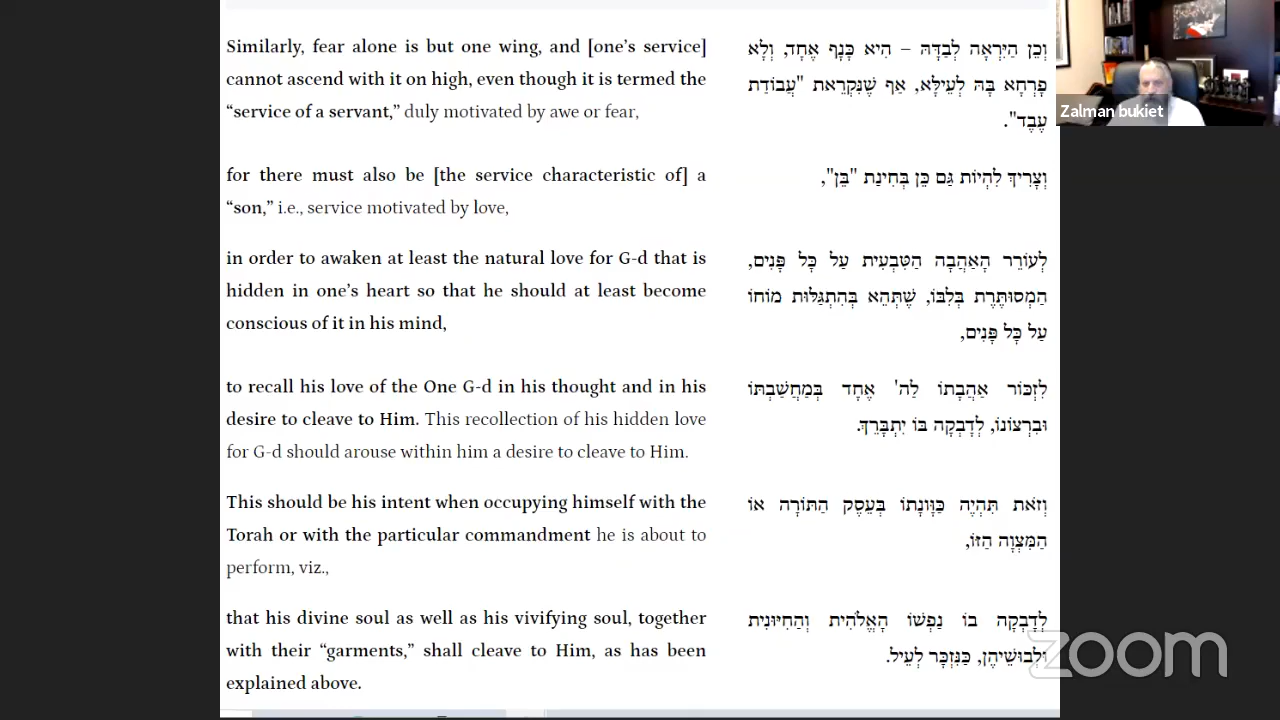 Similarly, fear alone is but one wing, and [one’s service]
cannot ascend with it on high, even though it is termed the
“service of a servant,” duly motivated by awe or fear,
וְכֵן הַיִּרְאָה לְבַדָּהּ – הִיא כָּנָף אֶחָד, וְלָא
פָרְחָא בָּהּ לְעֵילָּא, אַף שֶׁנִּקְרֵאת "עֲבוֹדַת
עֶבֶד".
for there must also be [the service characteristic of] a
“son,” i.e., service motivated by love,
וְצָרִיךְ לִהְיוֹת גַּם כֵּן בְּחִינַת "בֵּן",
in order to awaken at least the natural love for G-d that is
hidden in one’s heart so that he should at least become
conscious of it in his mind,
לְעוֹרֵר הָאַהֲבָה הַטִּבְעִית עַל כָּל פָּנִים,
הַמְסוּתֶּרֶת בְּלִבּוֹ, שֶׁתְּהֵא בְּהִתְגַּלּוּת מוֹחוֹ
עַל כָּל פָּנִים,
to recall his love of the One G-d in his thought and in his
desire to cleave to Him. This recollection of his hidden love
for G-d should arouse within him a desire to cleave to Him.
לִזְכּוֹר אַהֲבָתוֹ לַה' אֶחָד בְּמַחֲשַׁבְתּוֹ
וּבִרְצוֹנוֹ, לְדָבְקָה בּוֹ יִתְבָּרֵךְ.
This should be his intent when occupying himself with the
Torah or with the particular commandment he is about to
perform, viz.,
וְזֹאת תִּהְיֶה כַּוָּונָתוֹ בְּעֵסֶק הַתּוֹרָה אוֹ
הַמִּצְוָה הַזּוֹ,
that his divine soul as well as his vivifying soul, together
with their “garments,” shall cleave to Him, as has been
explained above.
לְדָבְקָה בוֹ נַפְשׁוֹ הָאֱלֹהִית וְהַחִיּוּנִית
וּלְבוּשֵׁיהֶן, כַּנִּזְכָּר לְעֵיל.
Zalman bukiet
zoom